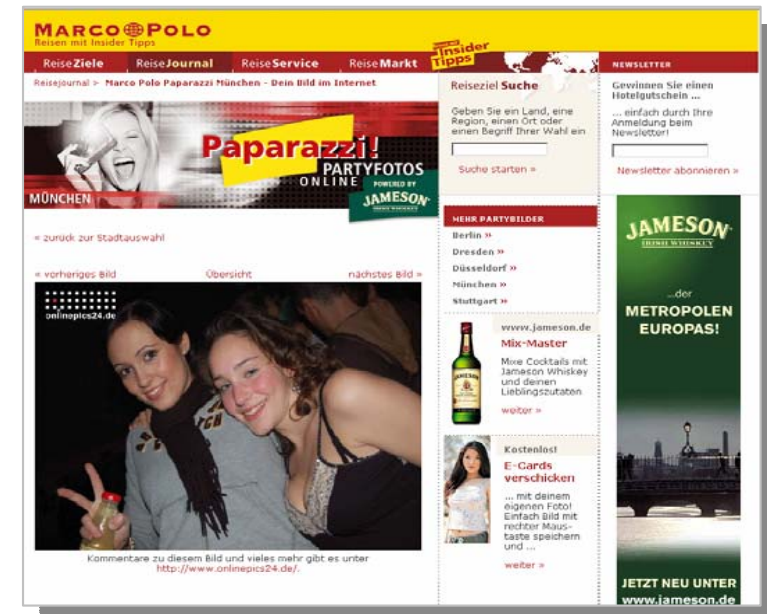 MARCO POLO
Reisen mit Insider Tipps
Insider Tipps
ReiseZiele ReiseJournal ReiseService ReiseMarkt
Reisejournal > Marco Polo Paparazzi München - Dein Bild im Internet
Paparazzi!
PARTYFOTOS
ONLINE
POWERED BY
JAMESON
IRISH WHISKEY
MÜNCHEN
« zurück zur Stadtauswahl
« vorheriges Bild Übersicht nächstes Bild »
onlinepics24.de
Kommentare zu diesem Bild und vieles mehr gibt es unter
http://www.onlinepics24.de/.
Reiseziel Suche
Geben Sie ein Land, eine
Region, einen Ort oder
einen Begriff Ihrer Wahl ein
Suche starten »
MEHR PARTYBILDER
Berlin »
Dresden »
Düsseldorf »
München »
Stuttgart »
www.jameson.de
Mix-Master
Mixe Cocktails mit
Jameson Whiskey
und deinen
Lieblingszutaten
weiter »
Kostenlos!
E-Cards
verschicken
... mit deinem
eigenen Foto!
Einfach Bild mit
rechter Maus-
taste speichern
und ...
weiter »
NEWSLETTER
Gewinnen Sie einen
Hotelgutschein ...
... einfach durch Ihre
Anmeldung beim
Newsletter!
Newsletter abonnieren »
JAMESON
IRISH WHISKEY
...der
METROPOLEN
EUROPAS!
JETZT NEU UNTER
www.jameson.de